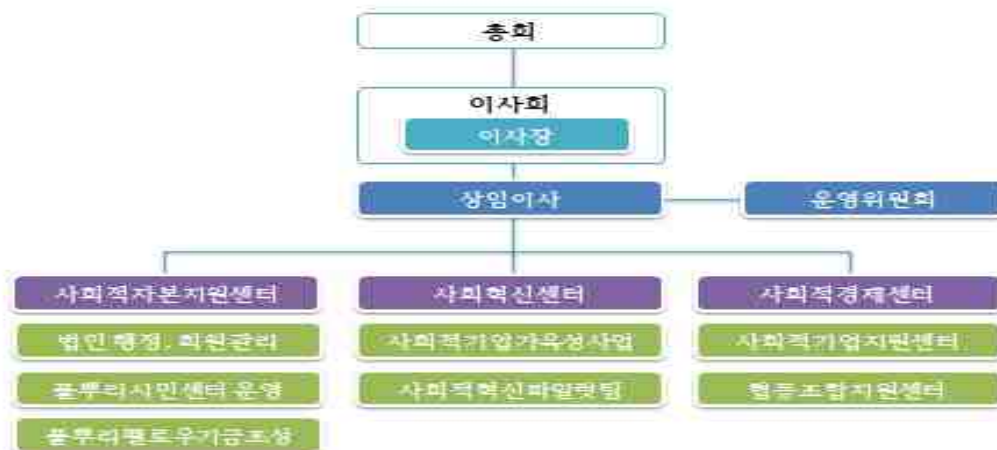 총회
이사회
이사장
상임이사
운영위원회
사회적자본지원센터
사회혁신센터
사회적경제센터
법인 행정, 회원관리
사회적기업가육성사업
사회적기업지원센터
풀뿌리시민센터 운영
사회적혁신파일럿팀
협동조합지원센터
풀뿌리펠로우기금조성